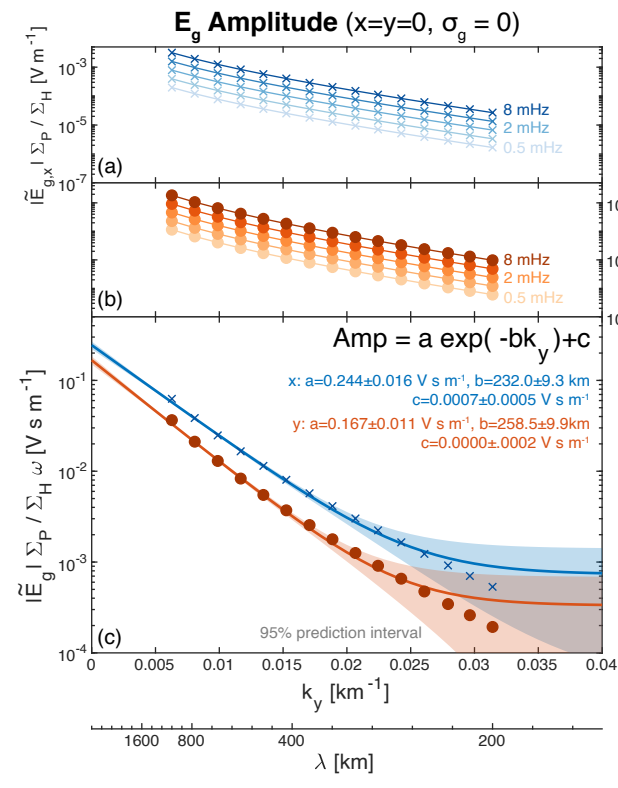 E_g Amplitude (x=y=0, σ_g = 0)
|Ẽ_g,x| Σ_P / Σ_H [V m^-1]
10^-3
10^-5
10^-7
8 mHz
2 mHz
0.5 mHz
(a)
8 mHz
2 mHz
0.5 mHz
(b)
Amp = a exp( -bk_y)+c
x: a=0.244±0.016 V s m^-1, b=232.0±9.3 km
c=0.0007±0.0005 V s m^-1
y: a=0.167±0.011 V s m^-1, b=258.5±9.9km
c=0.0000±.0002 V s m^-1
|Ẽ_g| Σ_P / Σ_H ω [V s m^-1]
10^-1
10^-2
10^-3
10^-4
95% prediction interval
(c)
0 0.005 0.01 0.015 0.02 0.025 0.03 0.035 0.04
k_y [km^-1]
1600 800 400 200
λ [km]